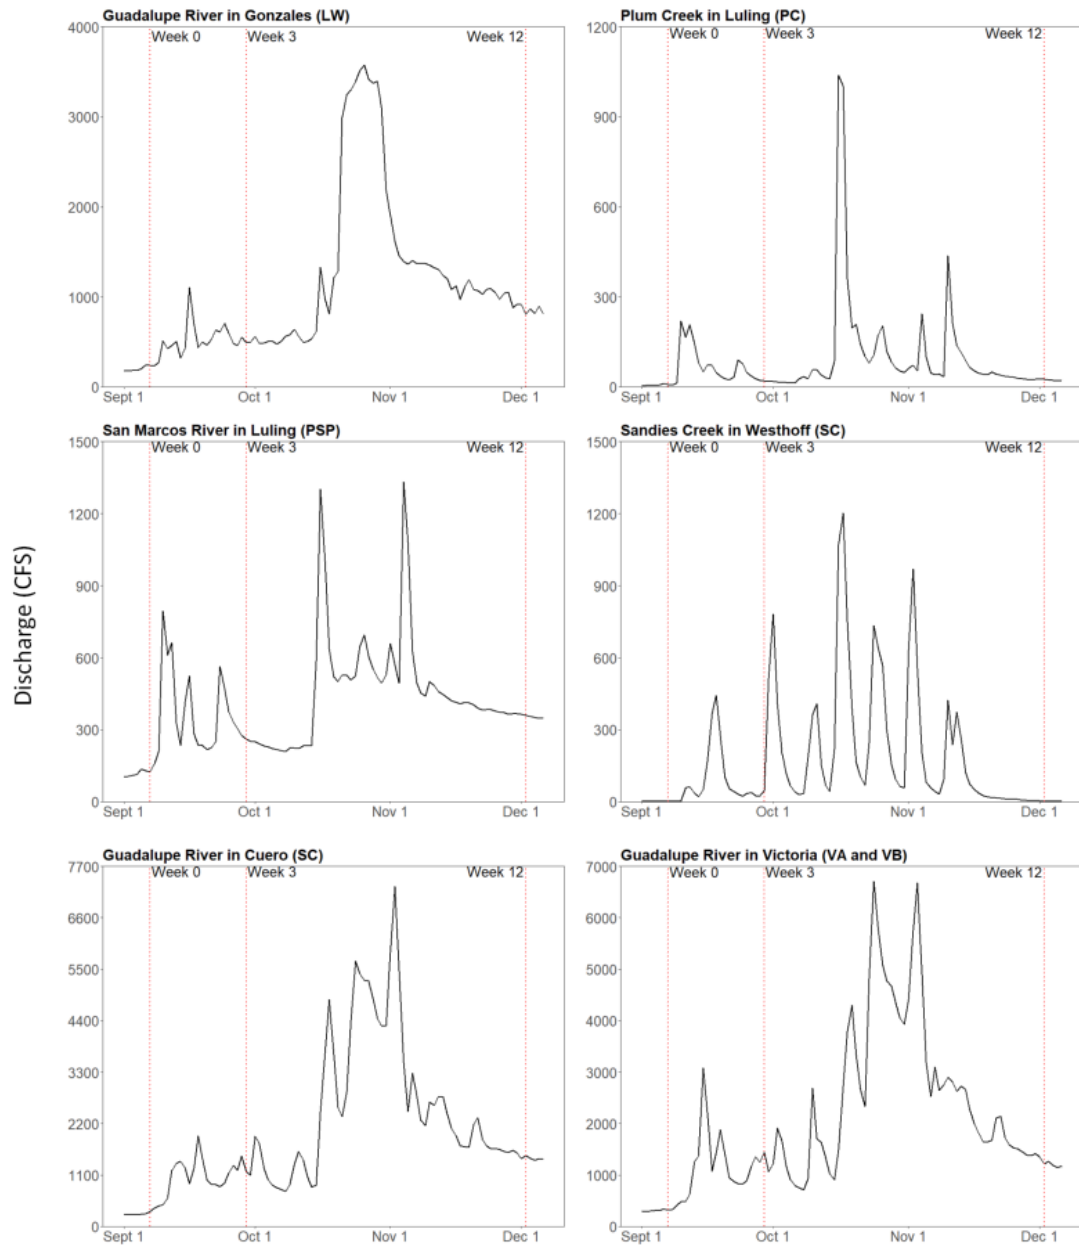 Guadalupe River in Gonzales (LW)
4000
3000
2000
1000
0
Week 0
Week 3
Week 12
Sept 1
Oct 1
Nov 1
Dec 1
Plum Creek in Luling (PC)
1200
900
600
300
0
Week 0
Week 3
Week 12
Sept 1
Oct 1
Nov 1
Dec 1
Discharge (CFS)
San Marcos River in Luling (PSP)
1500
1200
900
600
300
0
Week 0
Week 3
Week 12
Sept 1
Oct 1
Nov 1
Dec 1
Sandies Creek in Westhoff (SC)
1500
1200
900
600
300
0
Week 0
Week 3
Week 12
Sept 1
Oct 1
Nov 1
Dec 1
Guadalupe River in Cuero (SC)
7700
6600
5500
4400
3300
2200
1100
0
Week 0
Week 3
Week 12
Sept 1
Oct 1
Nov 1
Dec 1
Guadalupe River in Victoria (VA and VB)
7000
6000
5000
4000
3000
2000
1000
0
Week 0
Week 3
Week 12
Sept 1
Oct 1
Nov 1
Dec 1